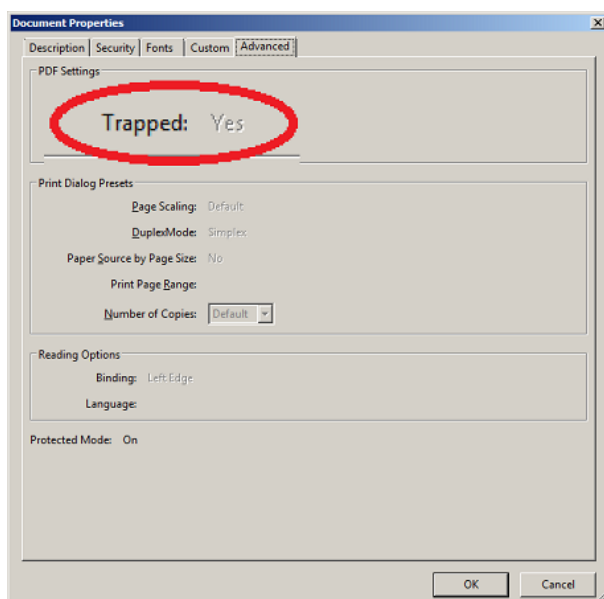 Document Properties
Description Security Fonts Custom Advanced
PDF Settings
Trapped: Yes
Print Dialog Presets
Page Scaling: Default
DuplexMode: Simplex
Paper Source by Page Size: No
Print Page Range:
Number of Copies: Default
Reading Options
Binding: Left Edge
Language:
Protected Mode: On
OK Cancel